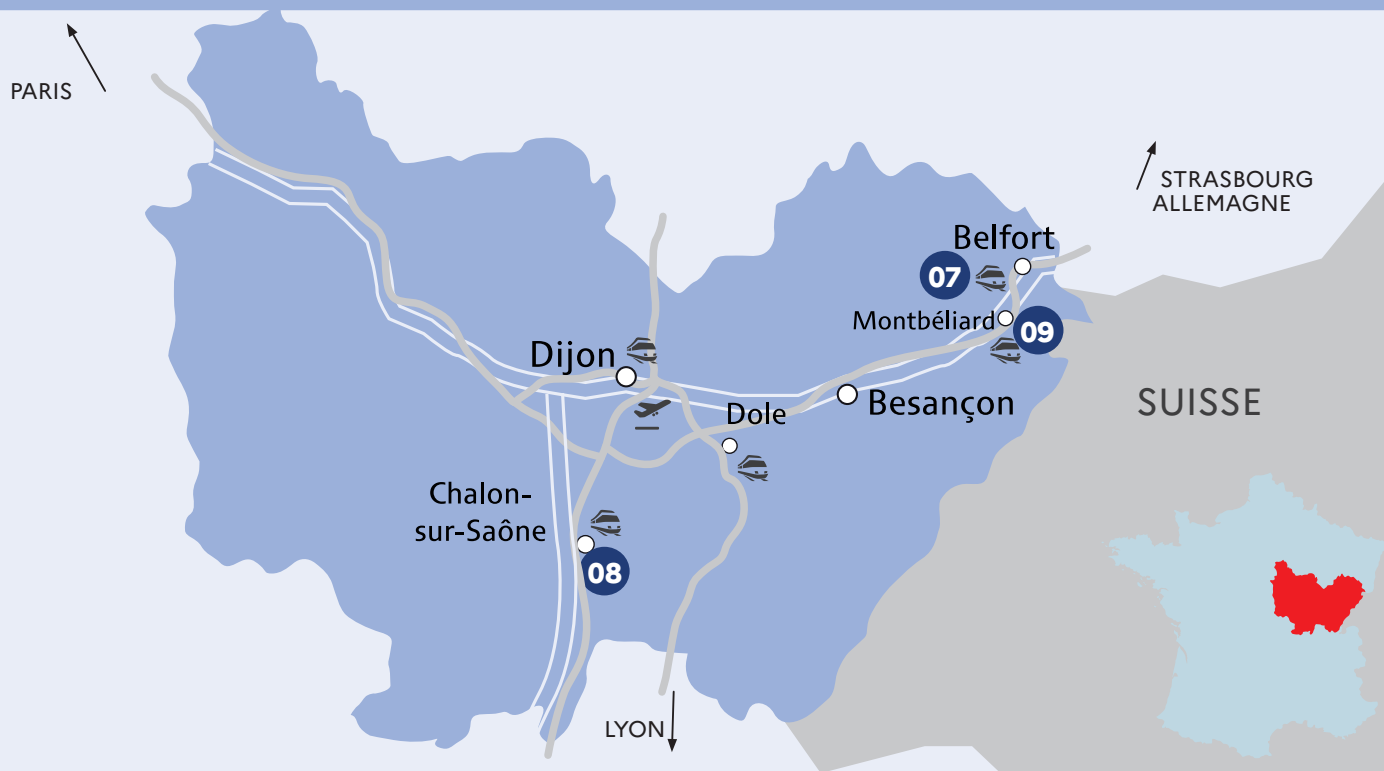 PARIS
STRASBOURG
ALLEMAGNE
Belfort
07
Montbéliard
09
Dijon
Besançon
SUISSE
Dole
Chalon-
sur-Saône
08
LYON